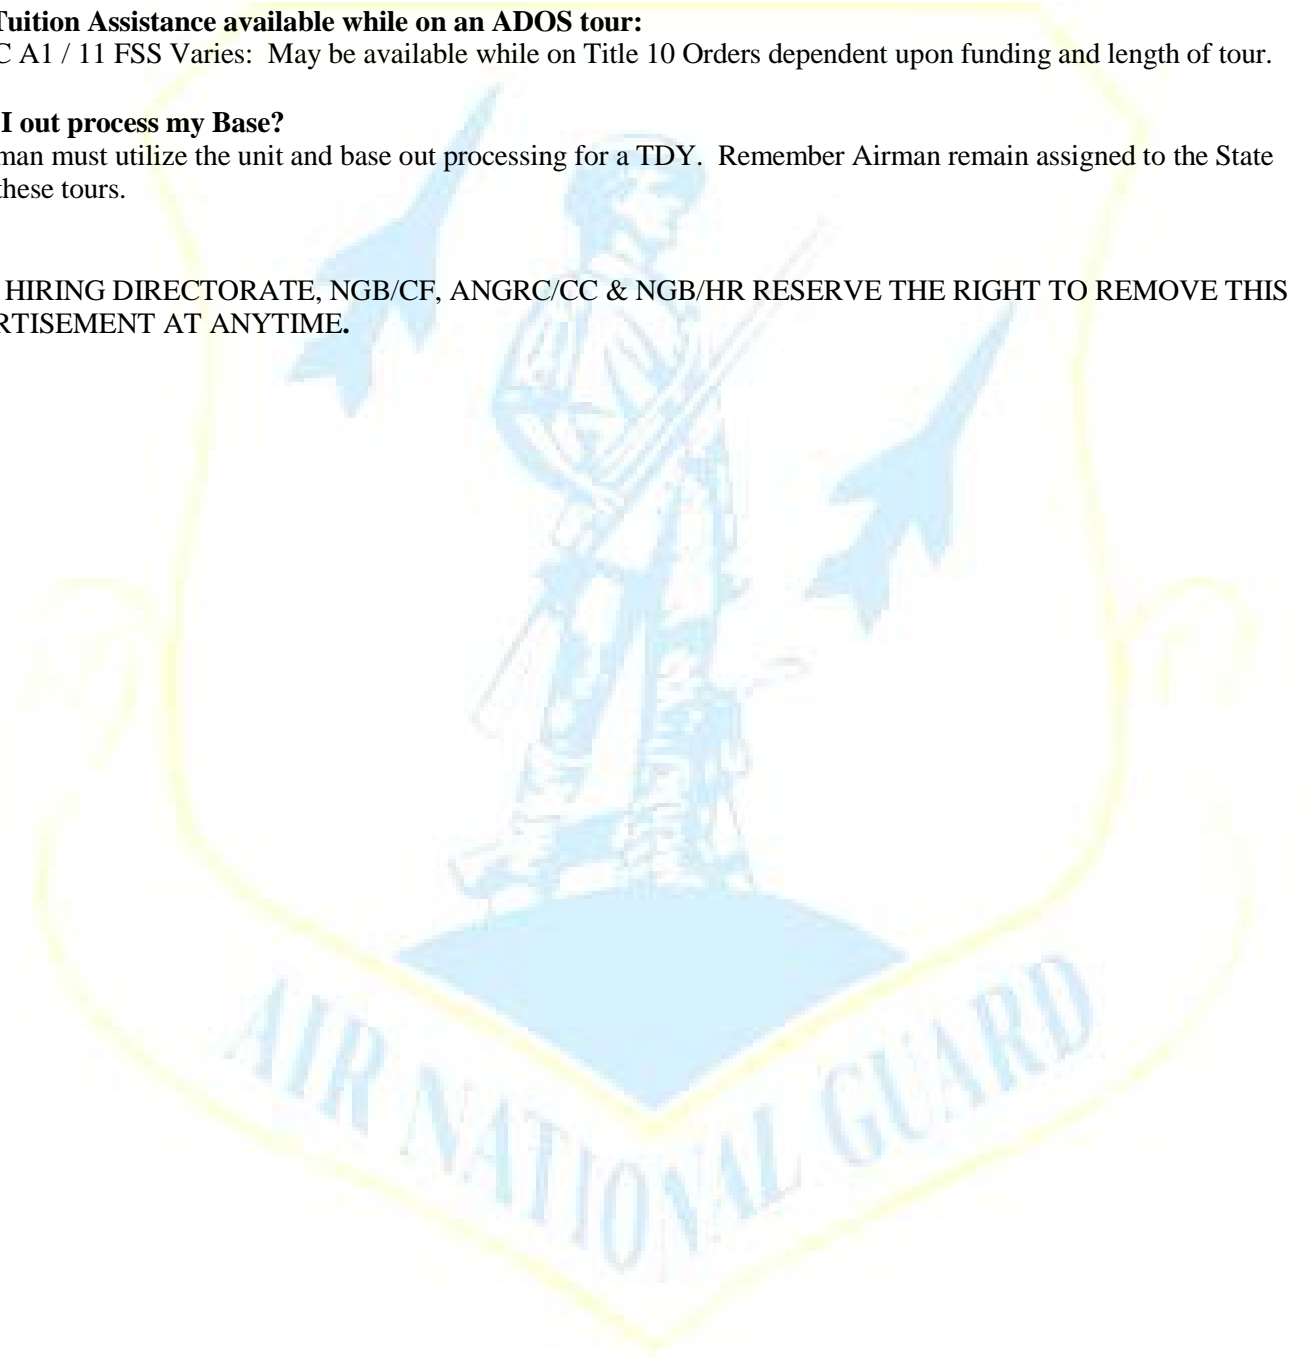 Tuition Assistance available while on an ADOS tour:
C A1 / 11 FSS Varies:  May be available while on Title 10 Orders dependent upon funding and length of tour.
I out process my Base?
man must utilize the unit and base out processing for a TDY.  Remember Airman remain assigned to the State
these tours.
HIRING DIRECTORATE, NGB/CF, ANGRC/CC & NGB/HR RESERVE THE RIGHT TO REMOVE THIS
RTISEMENT AT ANYTIME.
AIR NATIONAL GUARD